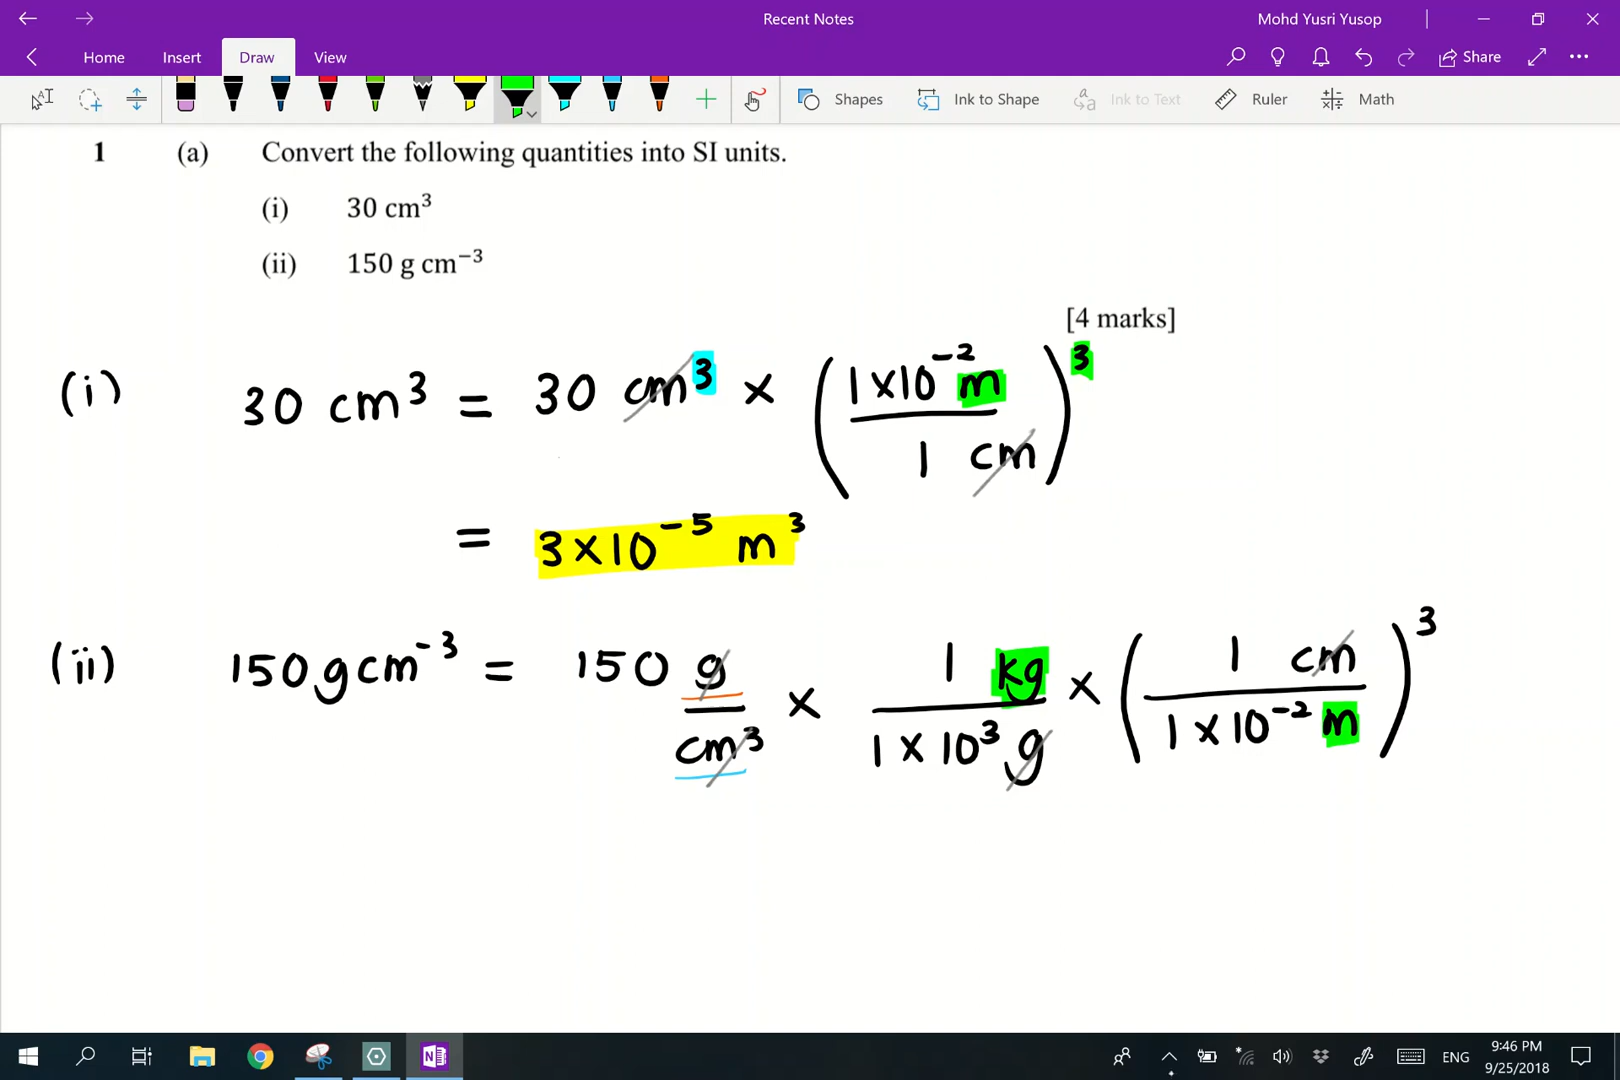 Recent Notes
Mohd Yusri Yusop
Home Insert Draw View
Share
Shapes Ink to Shape Ink to Text Ruler Math
1 (a) Convert the following quantities into SI units.
(i) 30 cm³
(ii) 150 g cm⁻³
[4 marks]
(i) 30 cm³ = 30 cm³ × (1×10⁻² m / 1 cm)³
= 3×10⁻⁵ m³
(ii) 150 g cm⁻³ = 150 g/cm³ × 1 kg / 1×10³ g × (1 cm / 1×10⁻² m)³
ENG
9:46 PM
9/25/2018